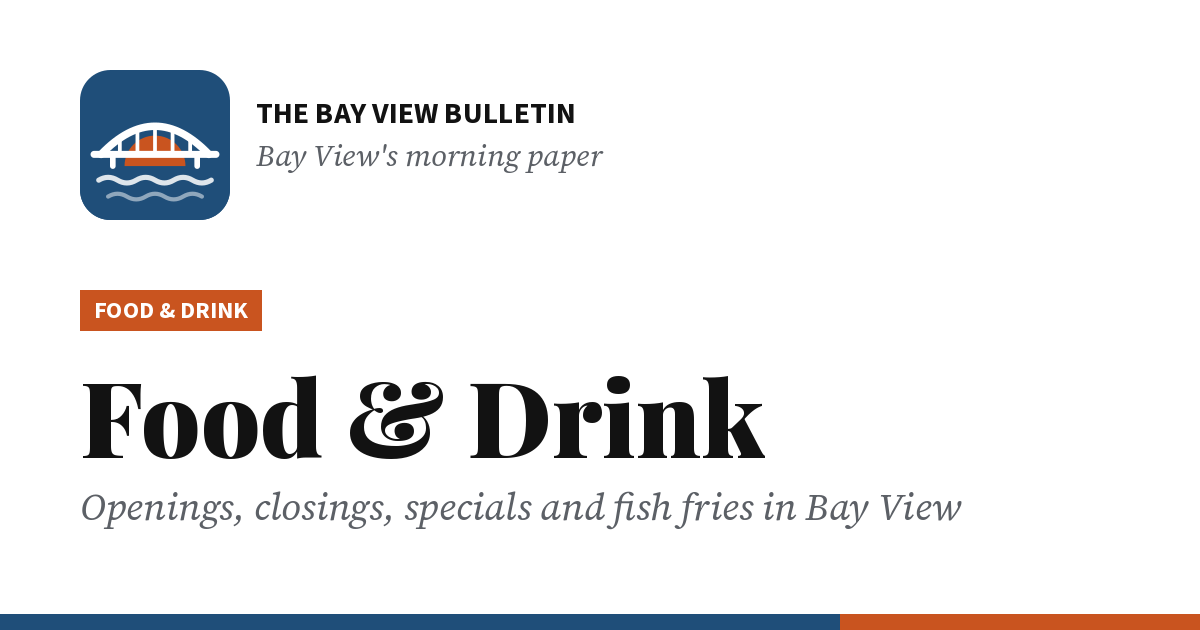 THE BAY VIEW BULLETIN
Bay View's morning paper
FOOD & DRINK
Food & Drink
Openings, closings, specials and fish fries in Bay View